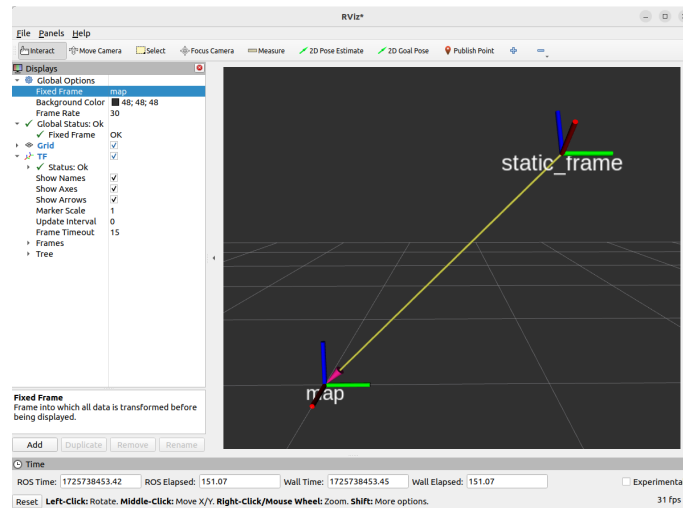 RViz*
File Panels Help
Interact Move Camera Select Focus Camera Measure 2D Pose Estimate 2D Goal Pose Publish Point
Displays
Global Options
Fixed Frame map
Background Color 48; 48; 48
Frame Rate 30
Global Status: Ok
Fixed Frame OK
Grid
TF
Status: Ok
Show Names
Show Axes
Show Arrows
Marker Scale 1
Update Interval 0
Frame Timeout 15
Frames
Tree
static_frame
map
Fixed Frame
Frame into which all data is transformed before
being displayed.
Add Duplicate Remove Rename
Time
ROS Time: 1725738453.42 ROS Elapsed: 151.07 Wall Time: 1725738453.45 Wall Elapsed: 151.07 Experimenta
Reset Left-Click: Rotate. Middle-Click: Move X/Y. Right-Click/Mouse Wheel: Zoom. Shift: More options. 31 fps